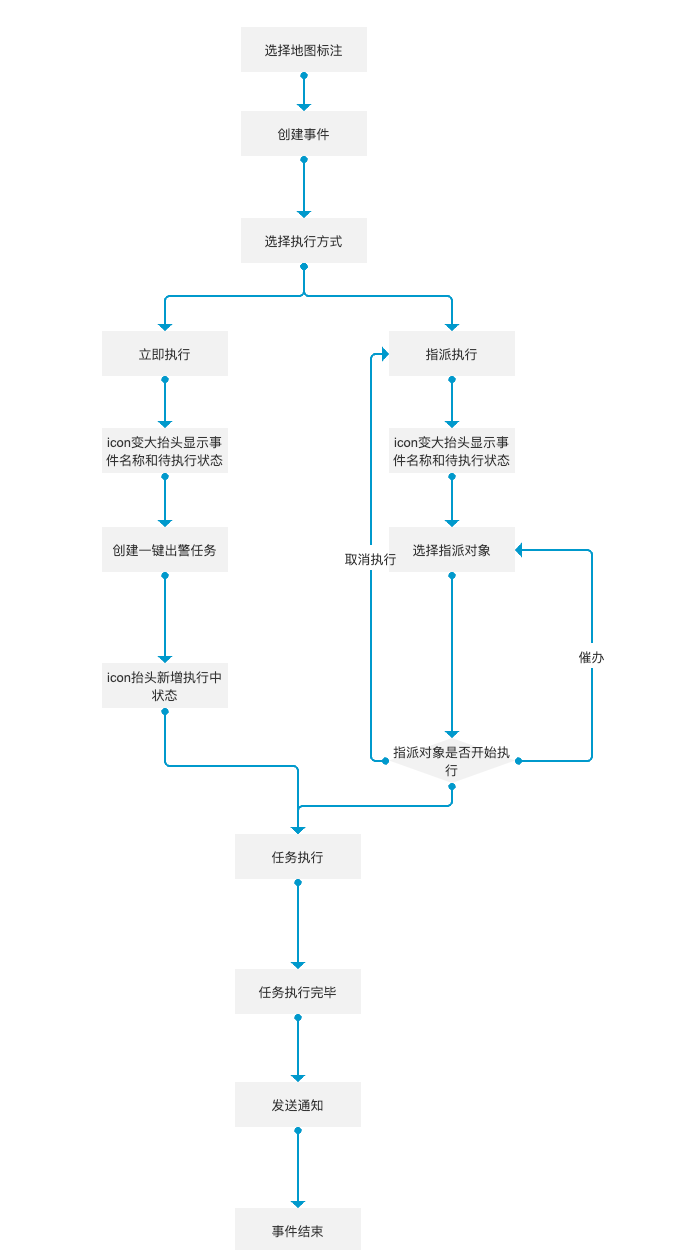 选择地图标注
创建事件
选择执行方式
立即执行
指派执行
icon变大抬头显示事
件名称和待执行状态
icon变大抬头显示事
件名称和待执行状态
创建一键出警任务
取消执行
选择指派对象
催办
icon抬头新增执行中
状态
指派对象是否开始执
行
任务执行
任务执行完毕
发送通知
事件结束